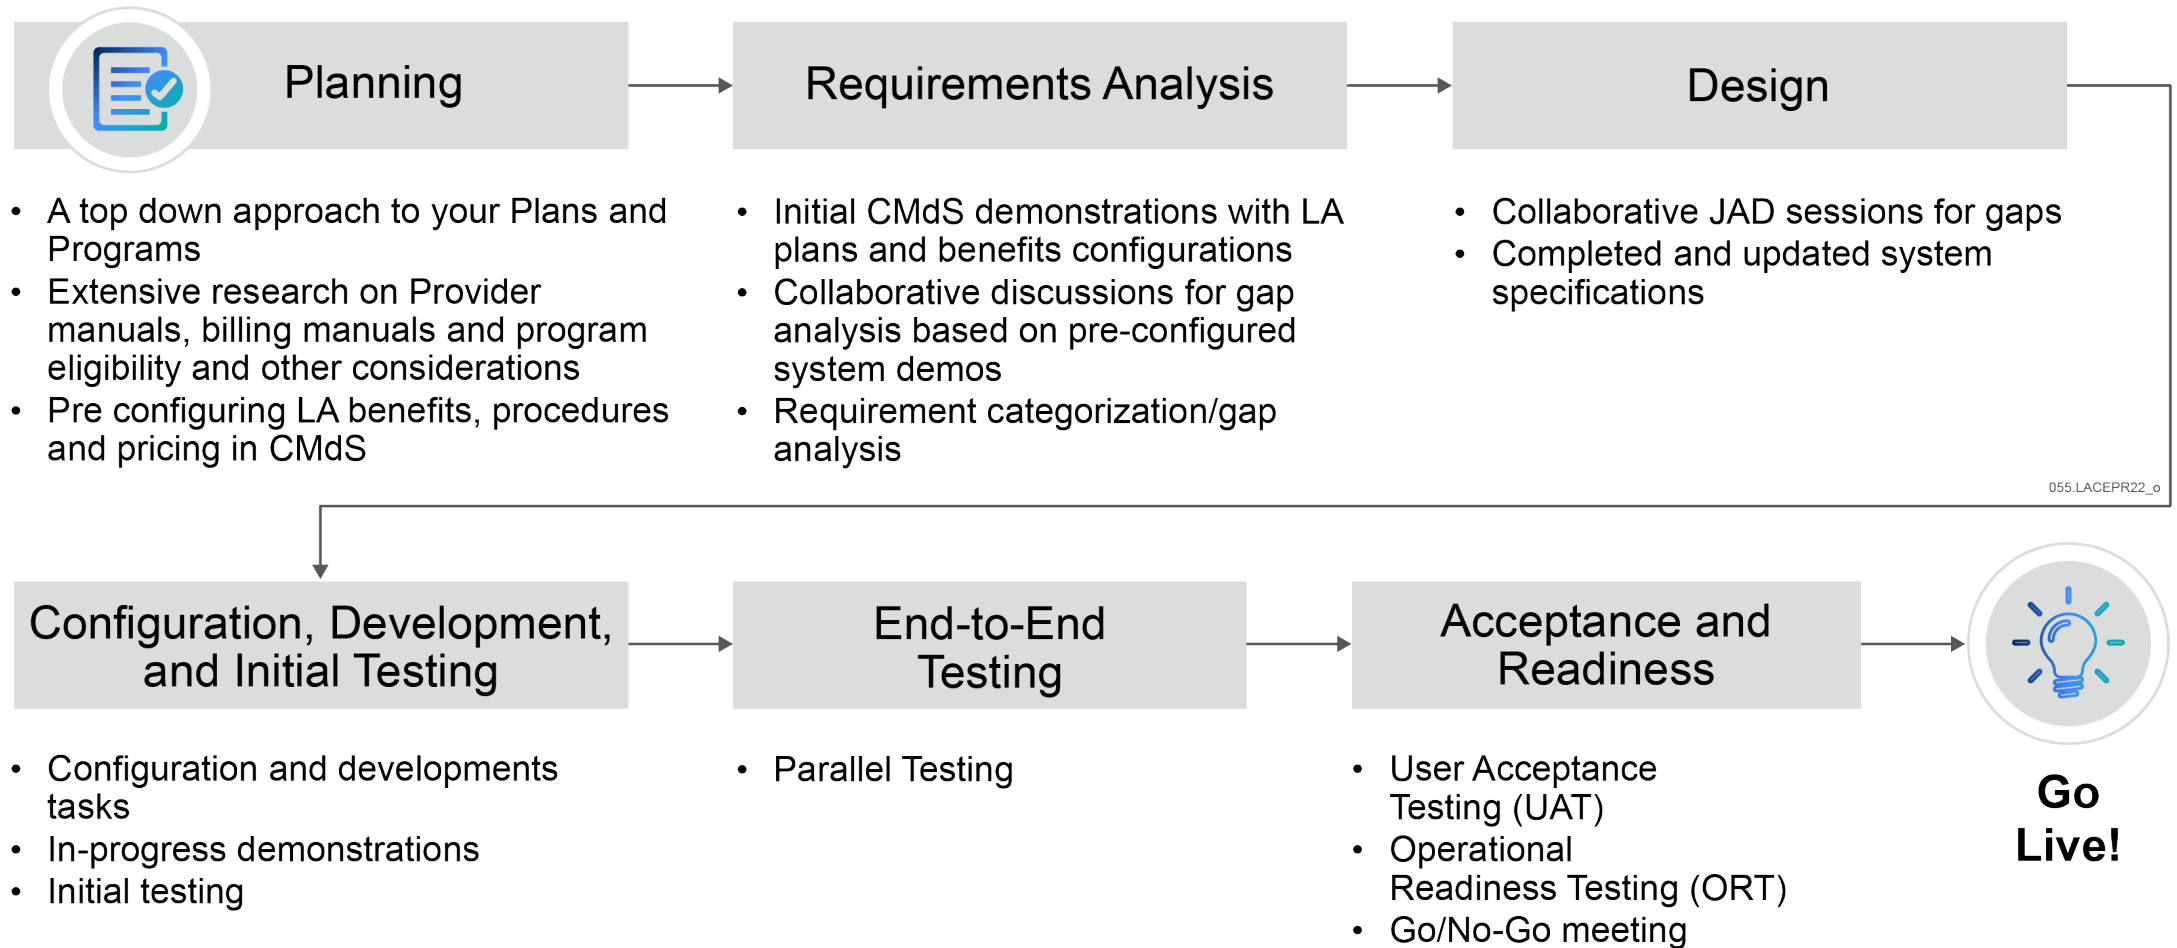 Planning
Requirements Analysis
Design
• A top down approach to your Plans and
Programs
• Extensive research on Provider
manuals, billing manuals and program
eligibility and other considerations
• Pre configuring LA benefits, procedures
and pricing in CMdS
• Initial CMdS demonstrations with LA
plans and benefits configurations
• Collaborative discussions for gap
analysis based on pre-configured
system demos
• Requirement categorization/gap
analysis
• Collaborative JAD sessions for gaps
• Completed and updated system
specifications
055.LACEPR22_o
Configuration, Development,
and Initial Testing
End-to-End
Testing
Acceptance and
Readiness
• Configuration and developments
tasks
• In-progress demonstrations
• Initial testing
• Parallel Testing
• User Acceptance
Testing (UAT)
• Operational
Readiness Testing (ORT)
• Go/No-Go meeting
Go
Live!